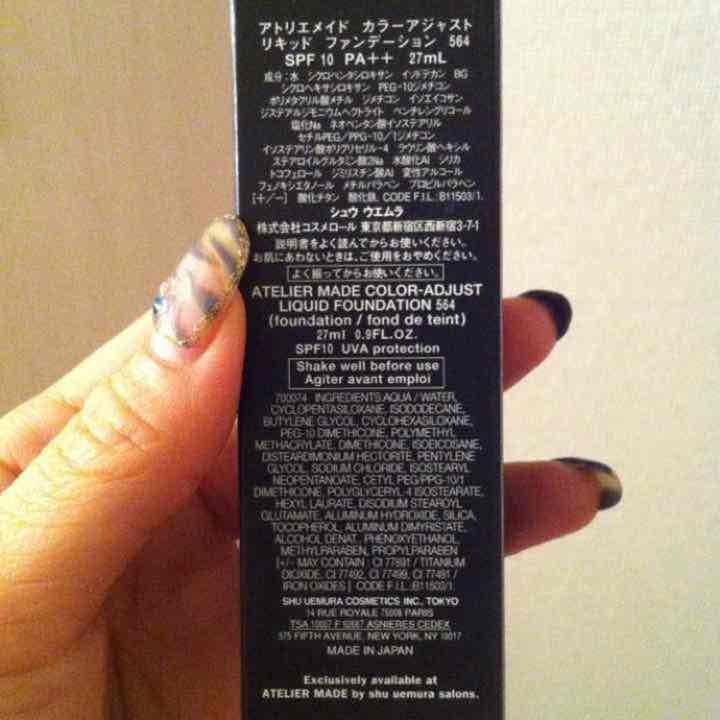 アトリエメイド カラーアジャスト
リキッド ファンデーション 564
SPF 10 PA++ 27mL
成分：水 シクロペンタシロキサン イソドデカン BG
シクロヘキサシロキサン PEG-10ジメチコン
ポリメタアリル酸メチル ジメチコン イソエイコサン
ジステアルジモニウムヘクトライト ペンチレングリコール
塩化Na ネオペンタン酸イソステアリル
セチルPEG/PPG-10/1ジメチコン
イソステアリン酸ポリグリセリル-4 ラウリン酸ヘキシル
ステアロイルグルタミン酸2Na 水酸化Al シリカ
トコフェロール ジミリスチン酸Al 変性アルコール
フェノキシエタノール メチルパラベン プロピルパラベン
[+/-] 酸化チタン 酸化鉄, CODE F.I.L.: B11503/1.
シュウ ウエムラ
株式会社コスメロール 東京都新宿区西新宿3-7-1
説明書をよく読んでからお使いください。
お肌にあわないときは、ご使用をおやめください。
よく振ってからお使いください。
ATELIER MADE COLOR-ADJUST
LIQUID FOUNDATION 564
(foundation / fond de teint)
27ml 0.9FL.OZ.
SPF10 UVA protection
Shake well before use
Agiter avant emploi
700074 INGREDIENTS:AQUA / WATER,
CYCLOPENTASILOXANE, ISODODECANE,
BUTYLENE GLYCOL, CYCLOHEXASILOXANE,
PEG-10 DIMETHICONE, POLYMETHYL
METHACRYLATE, DIMETHICONE, ISOEICOSANE,
DISTEARDIMONIUM HECTORITE, PENTYLENE
GLYCOL, SODIUM CHLORIDE, ISOSTEARYL
NEOPENTANOATE, CETYL PEG/PPG-10/1
DIMETHICONE, POLYGLYCERYL-4 ISOSTEARATE,
HEXYL LAURATE, DISODIUM STEAROYL
GLUTAMATE, ALUMINUM HYDROXIDE, SILICA,
TOCOPHEROL, ALUMINUM DIMYRISTATE,
ALCOHOL DENAT., PHENOXYETHANOL,
METHYLPARABEN, PROPYLPARABEN
[+/- MAY CONTAIN : CI 77891 / TITANIUM
DIOXIDE, CI 77492, CI 77499, CI 77491 /
IRON OXIDES ] CODE F.I.L.:B11503/1.
SHU UEMURA COSMETICS INC., TOKYO
14 RUE ROYALE 75008 PARIS
TSA 10007 F 92667 ASNIERES CEDEX
575 FIFTH AVENUE, NEW YORK, NY 10017
MADE IN JAPAN
Exclusively available at
ATELIER MADE by shu uemura salons.